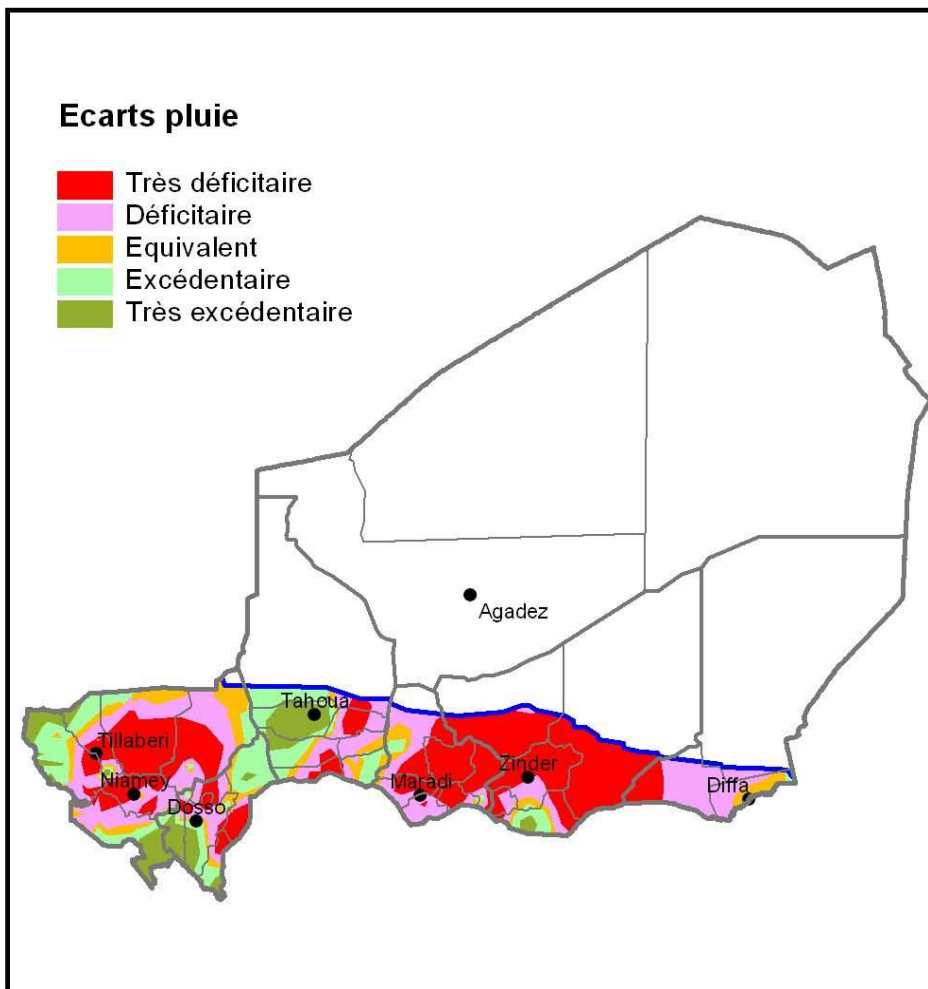 Ecarts pluie
Très déficitaire
Déficitaire
Equivalent
Excédentaire
Très excédentaire
Agadez
Tahoua
Tillaberi
Zinder
Maradi
Diffa
Niamey
Dosso